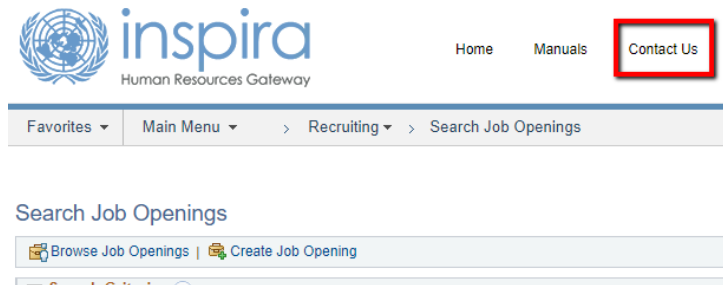 inspira
Human Resources Gateway
Home Manuals Contact Us
Favorites Main Menu > Recruiting > Search Job Openings
Search Job Openings
Browse Job Openings | Create Job Opening